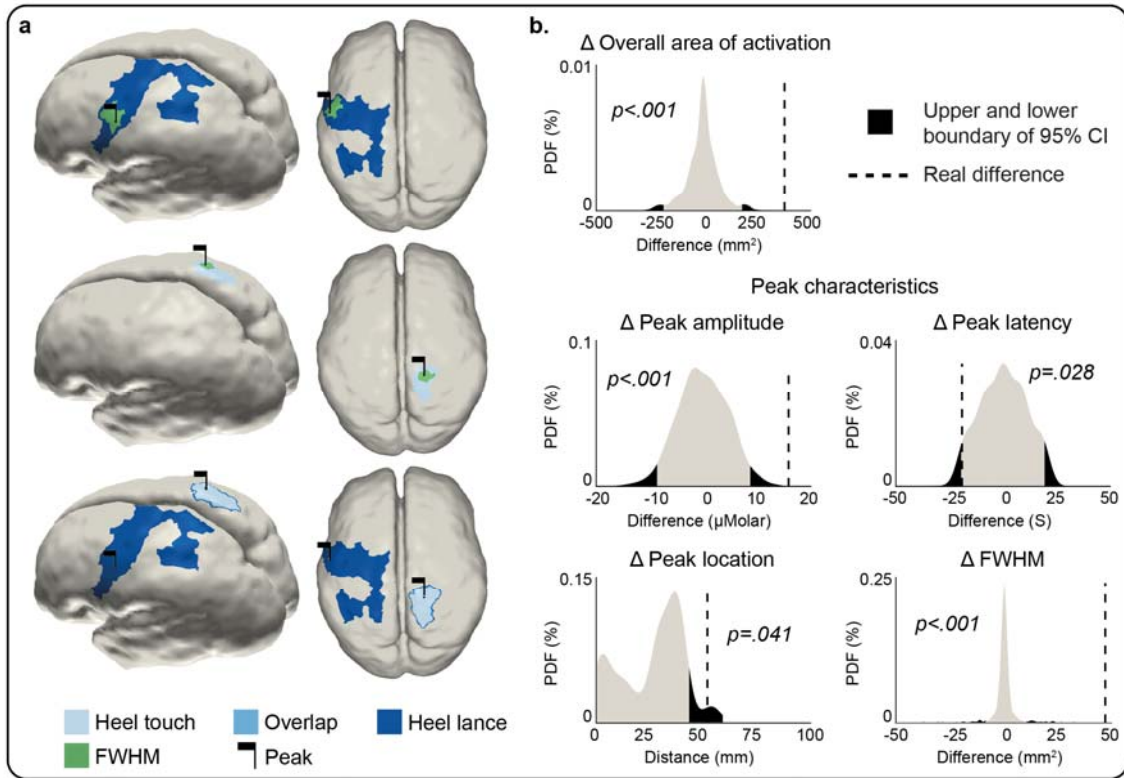 a
b.
Δ Overall area of activation
0.01
p<.001
PDF (%)
0
-500
-250
0
250
500
Difference (mm²)
Upper and lower
boundary of 95% CI
Real difference
Peak characteristics
Δ Peak amplitude
0.1
p<.001
PDF (%)
0
-20
-10
0
10
20
Difference (µMolar)
Δ Peak latency
0.04
p=.028
PDF (%)
0
-50
-25
0
25
50
Difference (S)
Δ Peak location
0.15
p=.041
PDF (%)
0
0
25
50
75
100
Distance (mm)
Δ FWHM
0.25
p<.001
PDF (%)
0
-50
-25
0
25
50
Difference (mm²)
Heel touch
Overlap
Heel lance
FWHM
Peak